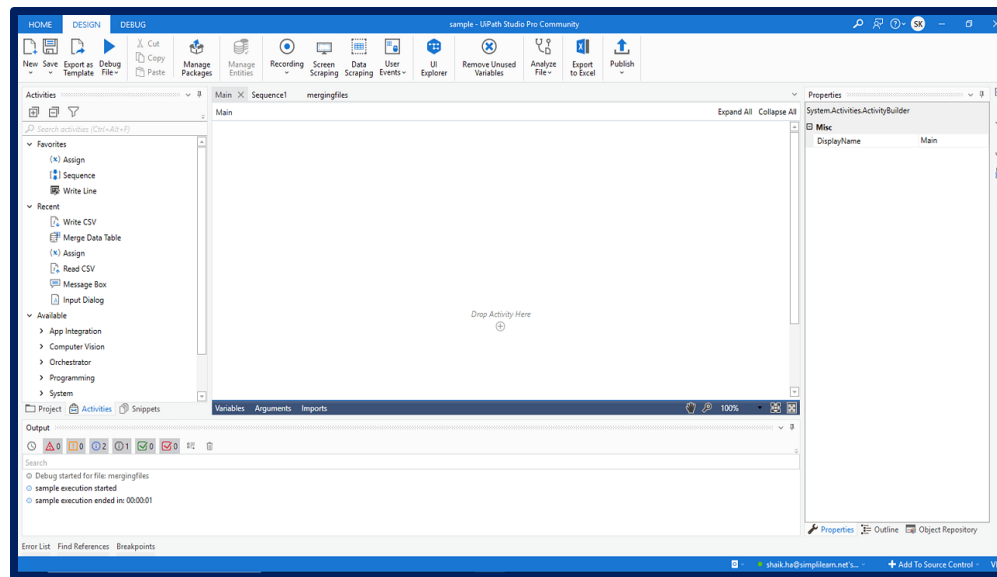 HOME DESIGN DEBUG
sample - UiPath Studio Pro Community
SK
New Save Export as Template Debug File
Cut
Copy
Paste
Manage Packages
Manage Entities
Recording
Screen Scraping
Data Scraping
User Events
UI Explorer
Remove Unused Variables
Analyze File
Export to Excel
Publish
Activities
Search activities (Ctrl+Alt+F)
Favorites
Assign
Sequence
Write Line
Recent
Write CSV
Merge Data Table
Assign
Read CSV
Message Box
Input Dialog
Available
App Integration
Computer Vision
Orchestrator
Programming
System
Project Activities Snippets
Main Sequence1 mergingfiles
Main Expand All Collapse All
Drop Activity Here
Variables Arguments Imports 100%
Properties
System.Activities.ActivityBuilder
Misc
DisplayName Main
Properties Outline Object Repository
Output
0 0 2 1 0 0
Search
Debug started for file: mergingfiles
sample execution started
sample execution ended in: 00:00:01
Error List Find References Breakpoints
shaik.ha@simplilearn.net's... Add To Source Control